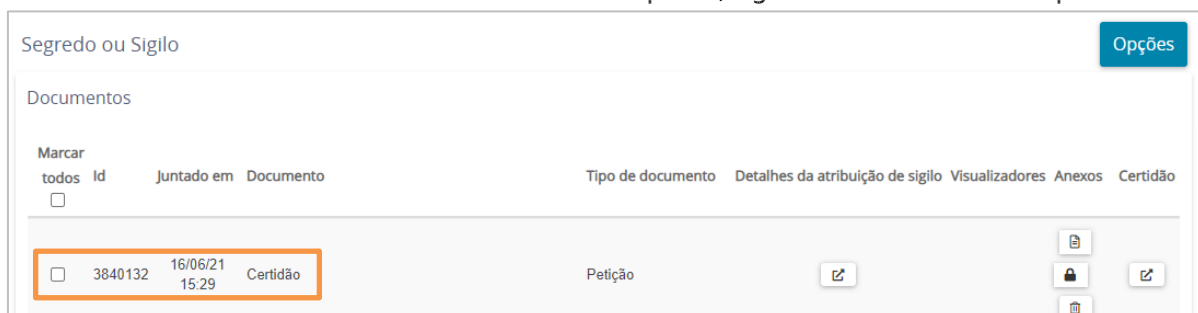 Segredo ou Sigilo
Opções
Documentos
Marcar
todos Id Juntado em Documento Tipo de documento Detalhes da atribuição de sigilo Visualizadores Anexos Certidão
3840132 16/06/21 15:29 Certidão Petição